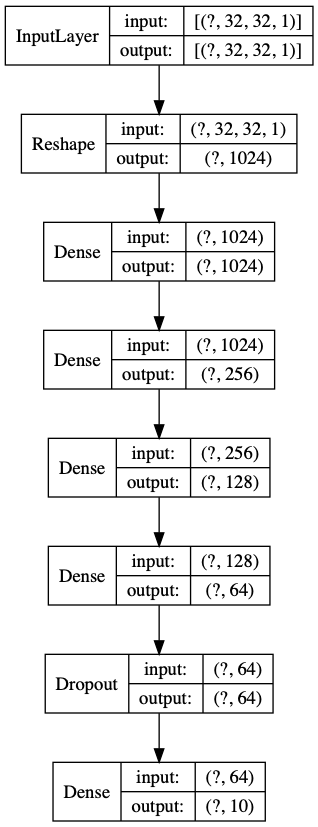 InputLayer
input: [(?, 32, 32, 1)]
output: [(?, 32, 32, 1)]
Reshape
input: (?, 32, 32, 1)
output: (?, 1024)
Dense
input: (?, 1024)
output: (?, 1024)
Dense
input: (?, 1024)
output: (?, 256)
Dense
input: (?, 256)
output: (?, 128)
Dense
input: (?, 128)
output: (?, 64)
Dropout
input: (?, 64)
output: (?, 64)
Dense
input: (?, 64)
output: (?, 10)